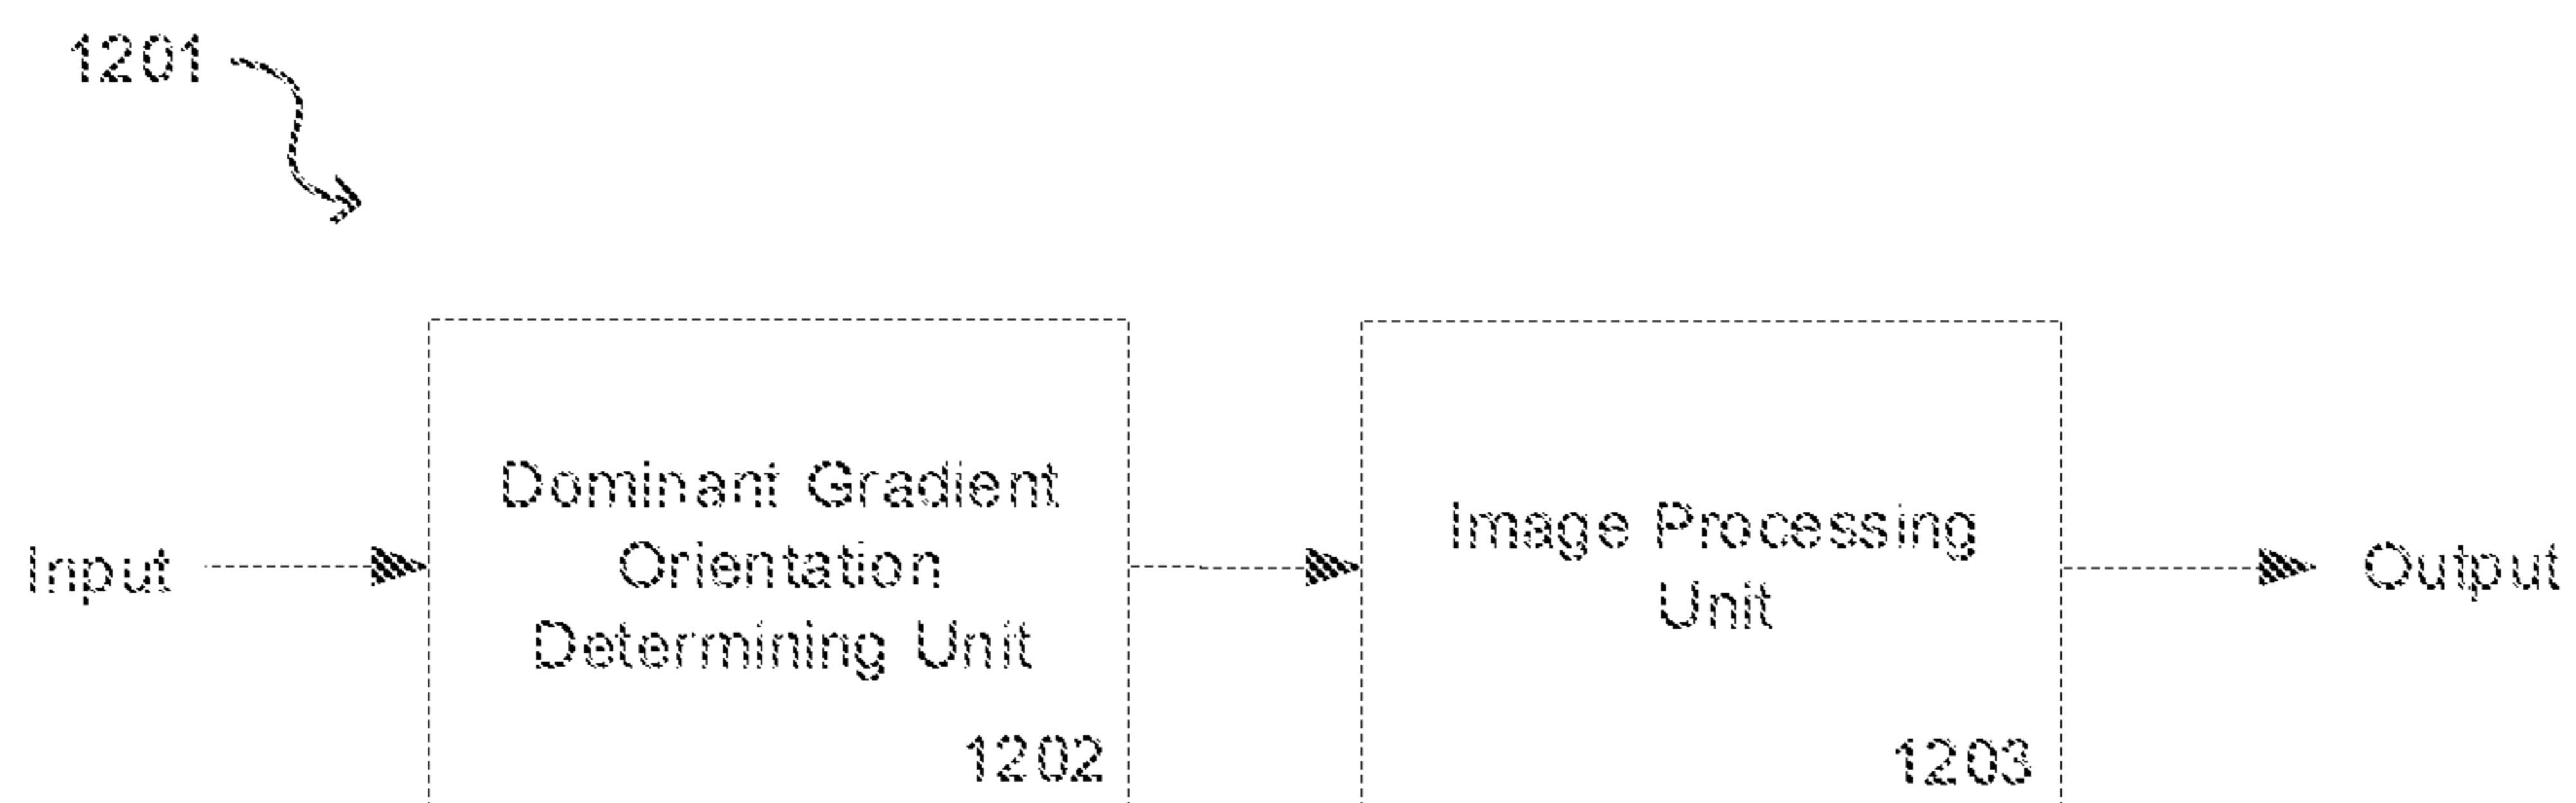 1201
Input
Dominant Gradient
Orientation
Determining Unit
1202
Image Processing
Unit
1203
Output